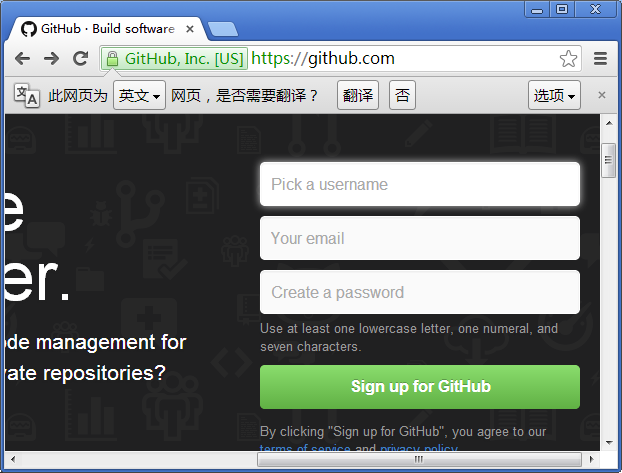 GitHub · Build software
GitHub, Inc. [US] https://github.com
此网页为 英文 网页，是否需要翻译？ 翻译 否 选项
Pick a username
e
Your email
er.
Create a password
Use at least one lowercase letter, one numeral, and
seven characters.
ode management for
vate repositories?
Sign up for GitHub
By clicking "Sign up for GitHub", you agree to our
terms of service and privacy policy.